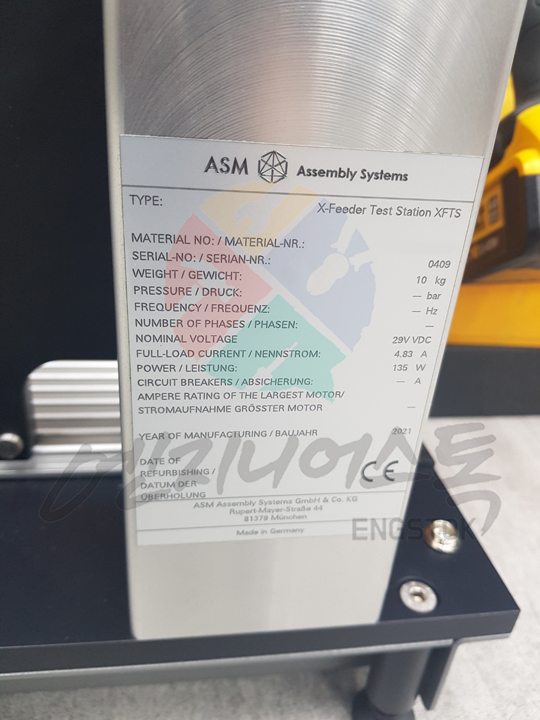 ASM Assembly Systems
TYPE: X-Feeder Test Station XFTS
MATERIAL NO: / MATERIAL-NR.:
SERIAL-NO: / SERIAN-NR.: 0409
WEIGHT / GEWICHT: 10 kg
PRESSURE / DRUCK: — bar
FREQUENCY / FREQUENZ: — Hz
NUMBER OF PHASES / PHASEN: —
NOMINAL VOLTAGE 29V VDC
FULL-LOAD CURRENT / NENNSTROM: 4.83 A
POWER / LEISTUNG: 135 W
CIRCUIT BREAKERS / ABSICHERUNG: — A
AMPERE RATING OF THE LARGEST MOTOR/
STROMAUFNAHME GRÖSSTER MOTOR —
YEAR OF MANUFACTURING / BAUJAHR 2021
DATE OF
REFURBISHING /
DATUM DER
ÜBERHOLUNG
CE
ASM Assembly Systems GmbH & Co. KG
Rupert-Mayer-Straße 44
81379 München
Made in Germany
엔지니어스톡
ENGSTOK